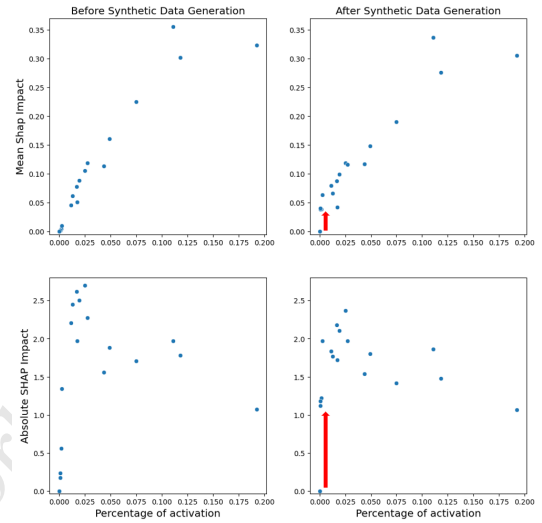 Before Synthetic Data Generation
After Synthetic Data Generation
Mean Shap Impact
0.35
0.30
0.25
0.20
0.15
0.10
0.05
0.00
0.000 0.025 0.050 0.075 0.100 0.125 0.150 0.175 0.200
0.35
0.30
0.25
0.20
0.15
0.10
0.05
0.00
0.000 0.025 0.050 0.075 0.100 0.125 0.150 0.175 0.200
Absolute SHAP Impact
2.5
2.0
1.5
1.0
0.5
0.0
0.000 0.025 0.050 0.075 0.100 0.125 0.150 0.175 0.200
Percentage of activation
2.5
2.0
1.5
1.0
0.5
0.0
0.000 0.025 0.050 0.075 0.100 0.125 0.150 0.175 0.200
Percentage of activation